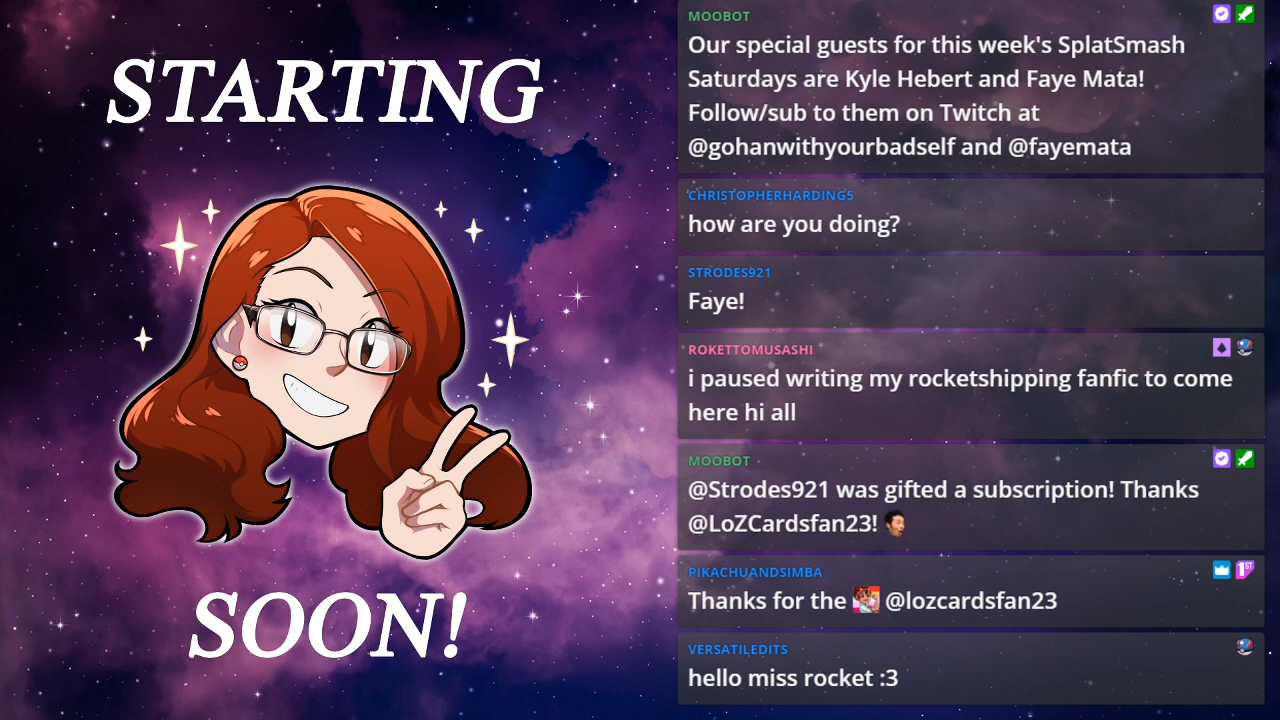 STARTING
SOON!
MOOBOT
Our special guests for this week's SplatSmash
Saturdays are Kyle Hebert and Faye Mata!
Follow/sub to them on Twitch at
@gohanwithyourbadself and @fayemata
CHRISTOPHERHARDING5
how are you doing?
STRODES921
Faye!
ROKETTOMUSASHI
i paused writing my rocketshipping fanfic to come
here hi all
MOOBOT
@Strodes921 was gifted a subscription! Thanks
@LoZCardsfan23!
PIKACHUANDSIMBA
1ST
Thanks for the @lozcardsfan23
VERSATILEDITS
hello miss rocket :3